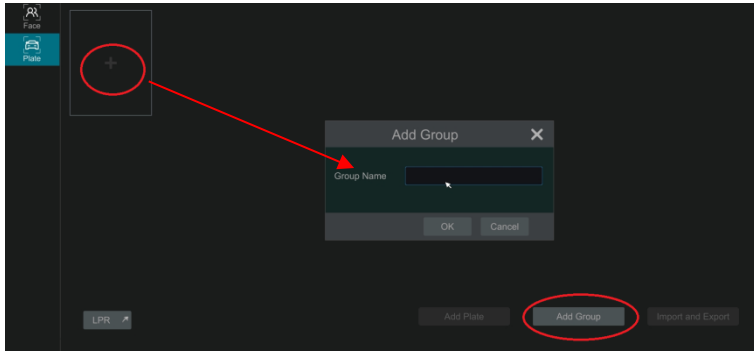 Face
Plate
Add Group
Group Name
OK Cancel
LPR
Add Plate Add Group Import and Export